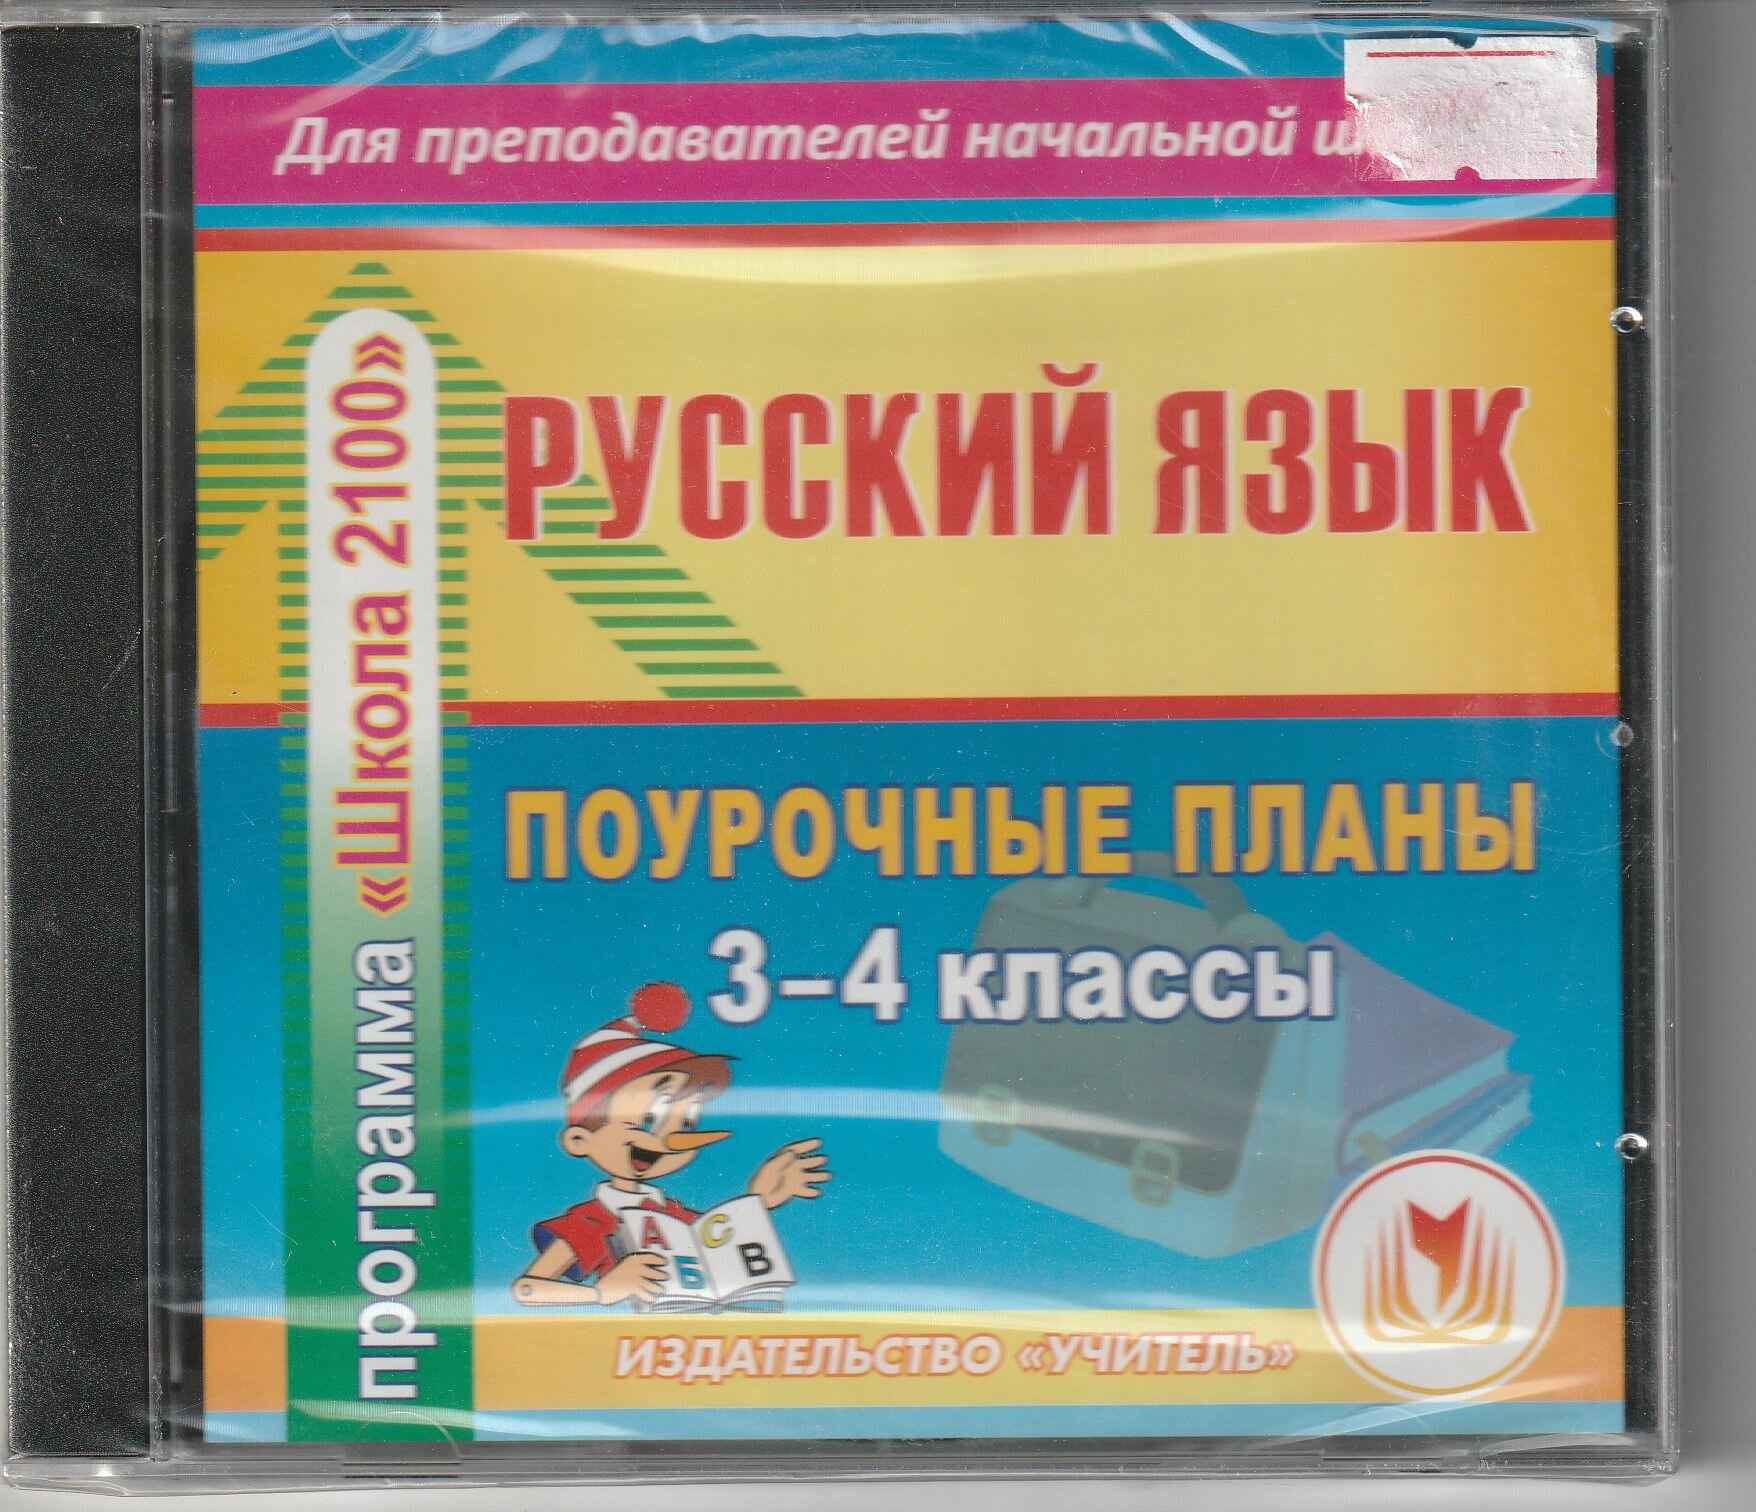 Для преподавателей начальной
РУССКИЙ ЯЗЫК
программа «Школа 2100»
ПОУРОЧНЫЕ ПЛАНЫ
3-4 классы
А С
Б В
ИЗДАТЕЛЬСТВО «УЧИТЕЛЬ»